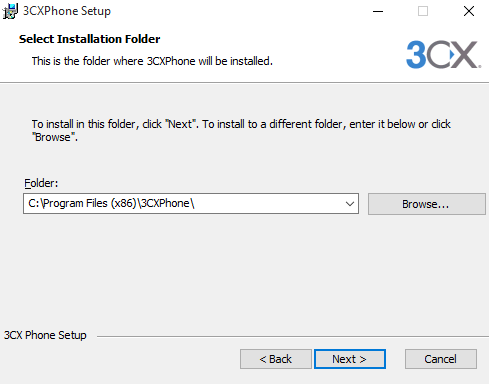 3CXPhone Setup
Select Installation Folder
This is the folder where 3CXPhone will be installed.
3CX
To install in this folder, click "Next". To install to a different folder, enter it below or click
"Browse".
Folder:
C:\Program Files (x86)\3CXPhone\
Browse...
3CX Phone Setup
< Back
Next >
Cancel